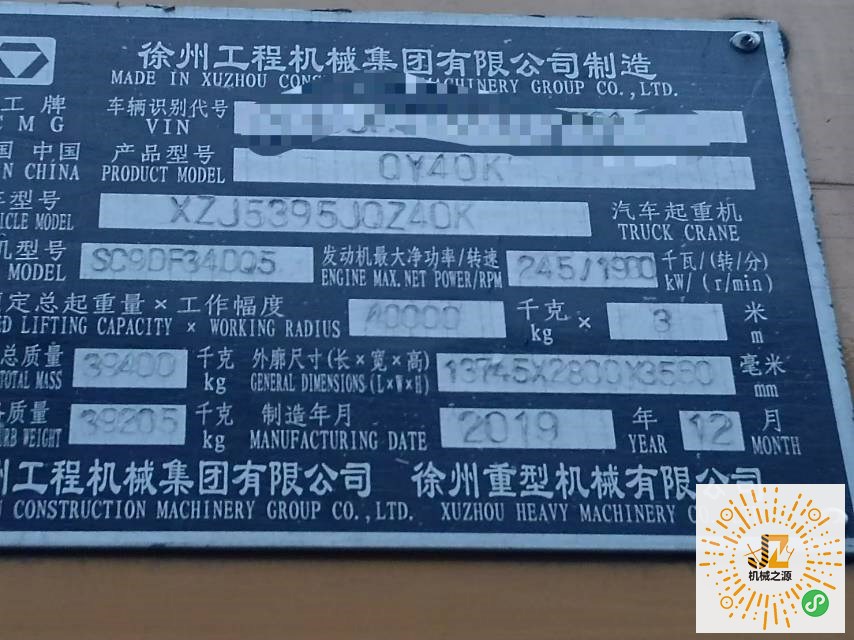 徐州工程机械集团有限公司制造
MADE IN XUZHOU CONS MACHINERY GROUP CO.,LTD.
工牌 车辆识别代号
CMG VIN
国 中国 产品型号 QY40K
N CHINA PRODUCT MODEL
车型号 XZJ5395JQZ40K 汽车起重机
ICLE MODEL TRUCK CRANE
机型号 SC9DF340Q5 发动机最大净功率/转速 245/1900 千瓦/(转/分)
MODEL ENGINE MAX.NET POWER/RPM kW/(r/min)
定总起重量×工作幅度 40000 千克 × 3 米
ED LIFTING CAPACITY × WORKING RADIUS kg m
总质量 39400 千克 外廓尺寸(长×宽×高) 13745X2800X3560 毫米
TOTAL MASS kg GENERAL DIMENSIONS(L×W×H) mm
质量 39205 千克 制造年月 2019 年 12 月
RB WEIGHT kg MANUFACTURING DATE YEAR MONTH
州工程机械集团有限公司 徐州重型机械有限公司
CONSTRUCTION MACHINERY GROUP CO.,LTD. XUZHOU HEAVY MACHINERY
JZ
机械之源